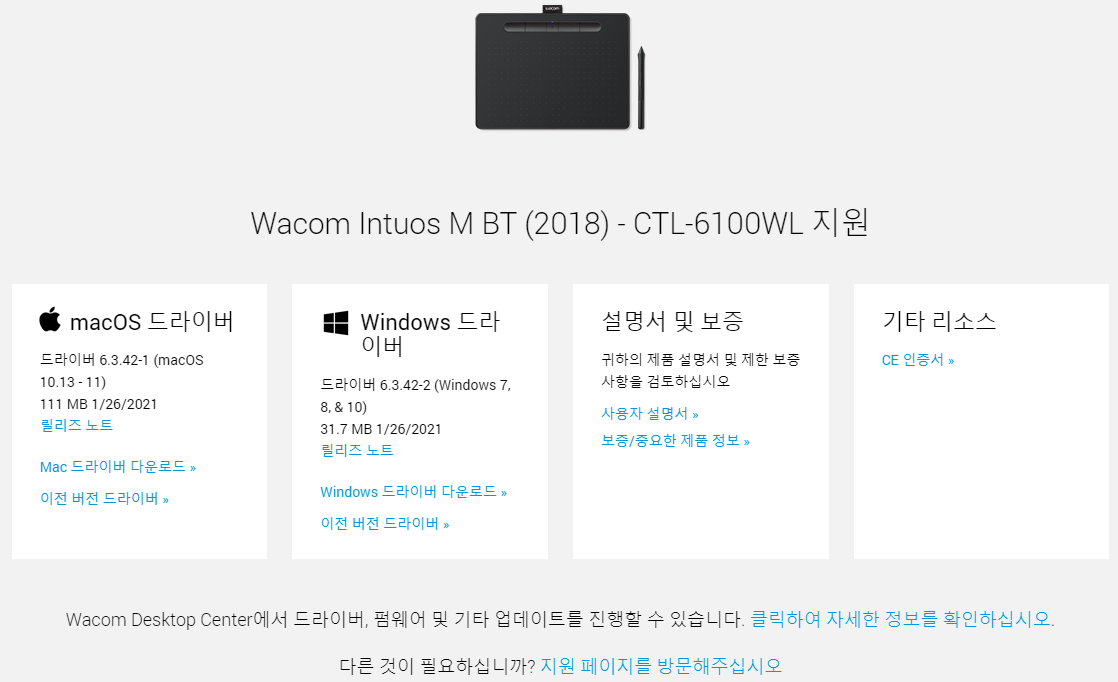 wacom
Wacom Intuos M BT (2018) - CTL-6100WL 지원
macOS 드라이버
드라이버 6.3.42-1 (macOS
10.13 - 11)
111 MB 1/26/2021
릴리즈 노트
Mac 드라이버 다운로드 »
이전 버전 드라이버 »
Windows 드라
이버
드라이버 6.3.42-2 (Windows 7,
8, & 10)
31.7 MB 1/26/2021
릴리즈 노트
Windows 드라이버 다운로드 »
이전 버전 드라이버 »
설명서 및 보증
귀하의 제품 설명서 및 제한 보증
사항을 검토하십시오
사용자 설명서 »
보증/중요한 제품 정보 »
기타 리소스
CE 인증서 »
Wacom Desktop Center에서 드라이버, 펌웨어 및 기타 업데이트를 진행할 수 있습니다. 클릭하여 자세한 정보를 확인하십시오.
다른 것이 필요하십니까? 지원 페이지를 방문해주십시오